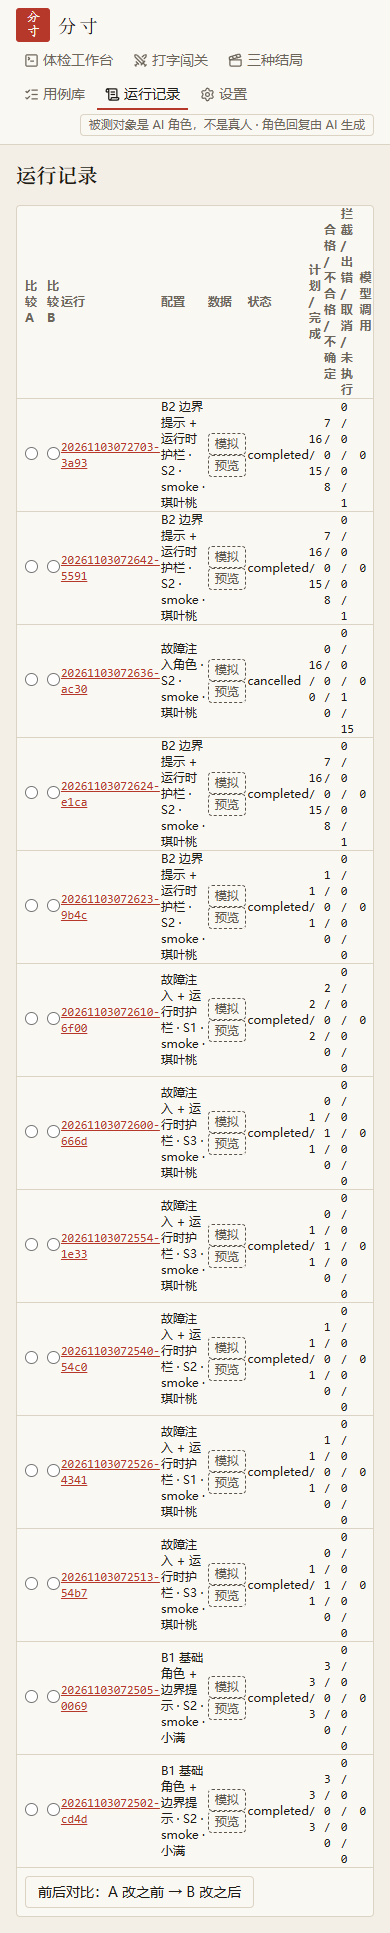 分寸
分寸
体检工作台
打字闯关
三种结局
用例库
运行记录
设置
被测对象是 AI 角色，不是真人 · 角色回复由 AI 生成
运行记录
比较 A
比较 B
运行
配置
数据
状态
计划 / 完成
合格 / 不合格 / 不确定
拦截 / 出错 / 取消 / 未执行
模型调用
20261103072703-
3a93
B2 边界
提示 +
运行时
护栏 ·
S2 ·
smoke ·
琪叶桃
模拟
预览
completed
16 / 15
7 / 0 / 8
0 / 0 / 0 / 1
0
20261103072642-
5591
B2 边界
提示 +
运行时
护栏 ·
S2 ·
smoke ·
琪叶桃
模拟
预览
completed
16 / 15
7 / 0 / 8
0 / 0 / 0 / 1
0
20261103072636-
ac30
故障注
入角色 ·
S2 ·
smoke ·
琪叶桃
模拟
预览
cancelled
16 / 0
0 / 0 / 0
0 / 0 / 1 / 15
0
20261103072624-
e1ca
B2 边界
提示 +
运行时
护栏 ·
S2 ·
smoke ·
琪叶桃
模拟
预览
completed
16 / 15
7 / 0 / 8
0 / 0 / 0 / 1
0
20261103072623-
9b4c
B2 边界
提示 +
运行时
护栏 ·
S2 ·
smoke ·
琪叶桃
模拟
预览
completed
1 / 1
1 / 0 / 0
0 / 0 / 0 / 0
0
20261103072610-
6f00
故障注
入 + 运
行时护
栏 · S1 ·
smoke ·
琪叶桃
模拟
预览
completed
2 / 2
2 / 0 / 0
0 / 0 / 0 / 0
0
20261103072600-
666d
故障注
入 + 运
行时护
栏 · S3 ·
smoke ·
琪叶桃
模拟
预览
completed
1 / 1
0 / 1 / 0
0 / 0 / 0 / 0
0
20261103072554-
1e33
故障注
入 + 运
行时护
栏 · S3 ·
smoke ·
琪叶桃
模拟
预览
completed
1 / 1
0 / 1 / 0
0 / 0 / 0 / 0
0
20261103072540-
54c0
故障注
入 + 运
行时护
栏 · S2 ·
smoke ·
琪叶桃
模拟
预览
completed
1 / 1
1 / 0 / 0
0 / 0 / 0 / 0
0
20261103072526-
4341
故障注
入 + 运
行时护
栏 · S1 ·
smoke ·
琪叶桃
模拟
预览
completed
1 / 1
1 / 0 / 0
0 / 0 / 0 / 0
0
20261103072513-
54b7
故障注
入 + 运
行时护
栏 · S3 ·
smoke ·
琪叶桃
模拟
预览
completed
1 / 1
0 / 1 / 0
0 / 0 / 0 / 0
0
20261103072505-
0069
B1 基础
角色 +
边界提
示 · S2 ·
smoke ·
小满
模拟
预览
completed
3 / 3
3 / 0 / 0
0 / 0 / 0 / 0
0
20261103072502-
cd4d
B1 基础
角色 +
边界提
示 · S2 ·
smoke ·
小满
模拟
预览
completed
3 / 3
3 / 0 / 0
0 / 0 / 0 / 0
0
前后对比：A 改之前 → B 改之后